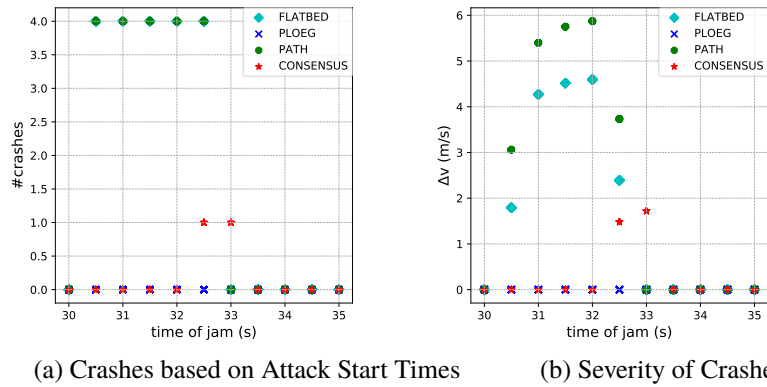 4.0
3.5
3.0
2.5
2.0
1.5
1.0
0.5
0.0
#crashes
30 31 32 33 34 35
time of jam (s)
FLATBED
PLOEG
PATH
CONSENSUS
(a) Crashes based on Attack Start Times
6
5
4
3
2
1
0
Δv (m/s)
30 31 32 33 34 35
time of jam (s)
FLATBED
PLOEG
PATH
CONSENSUS
(b) Severity of Crashe